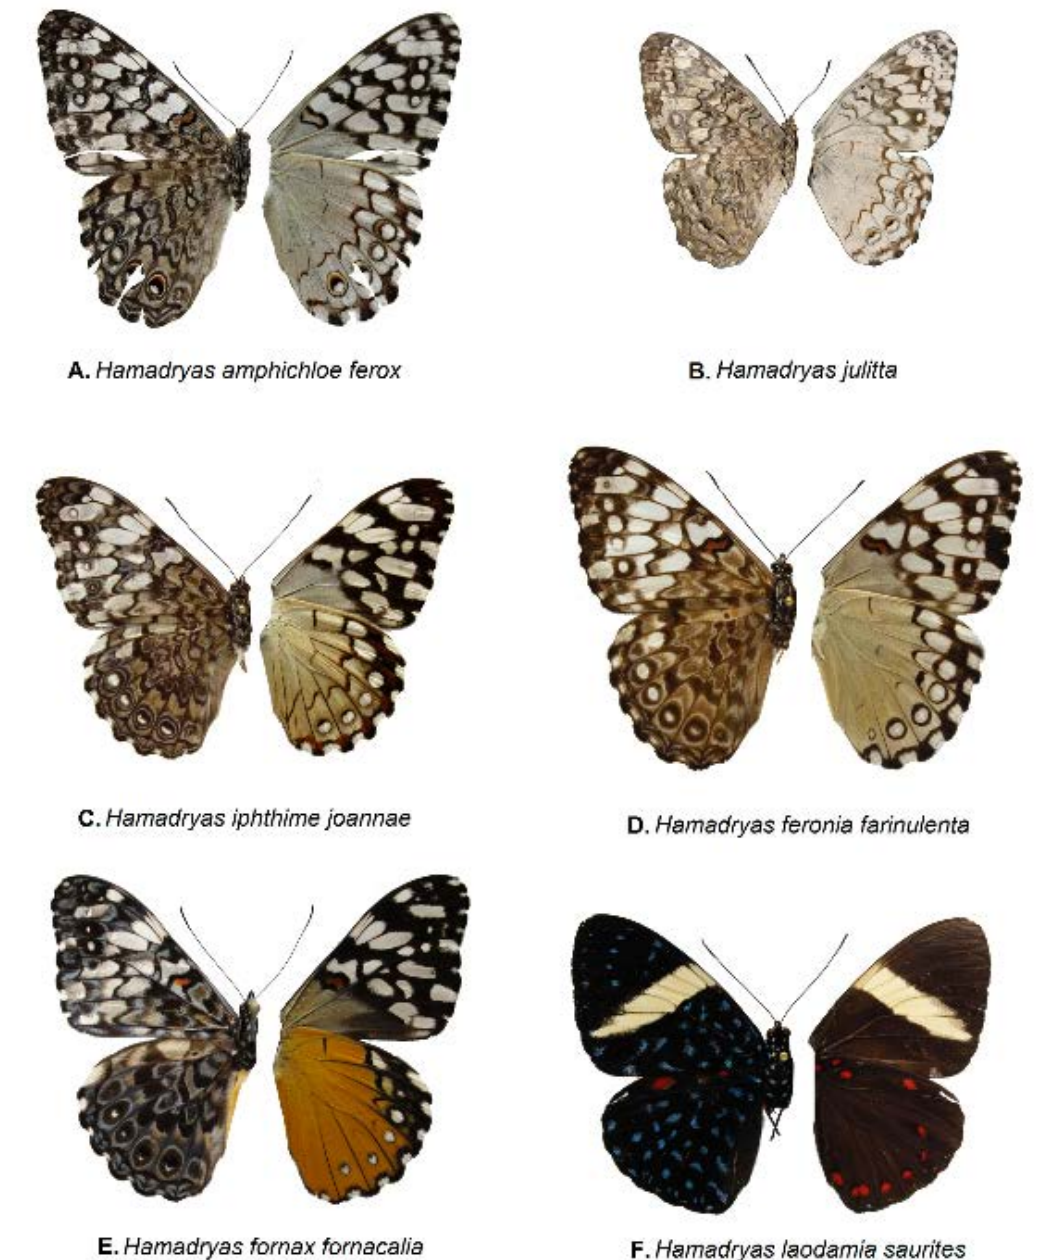 A. Hamadryas amphichloe ferox
B. Hamadryas julitta
C. Hamadryas iphthime joannae
D. Hamadryas feronia farinulenta
E. Hamadryas fornax fornacalia
F. Hamadryas laodamia saurites